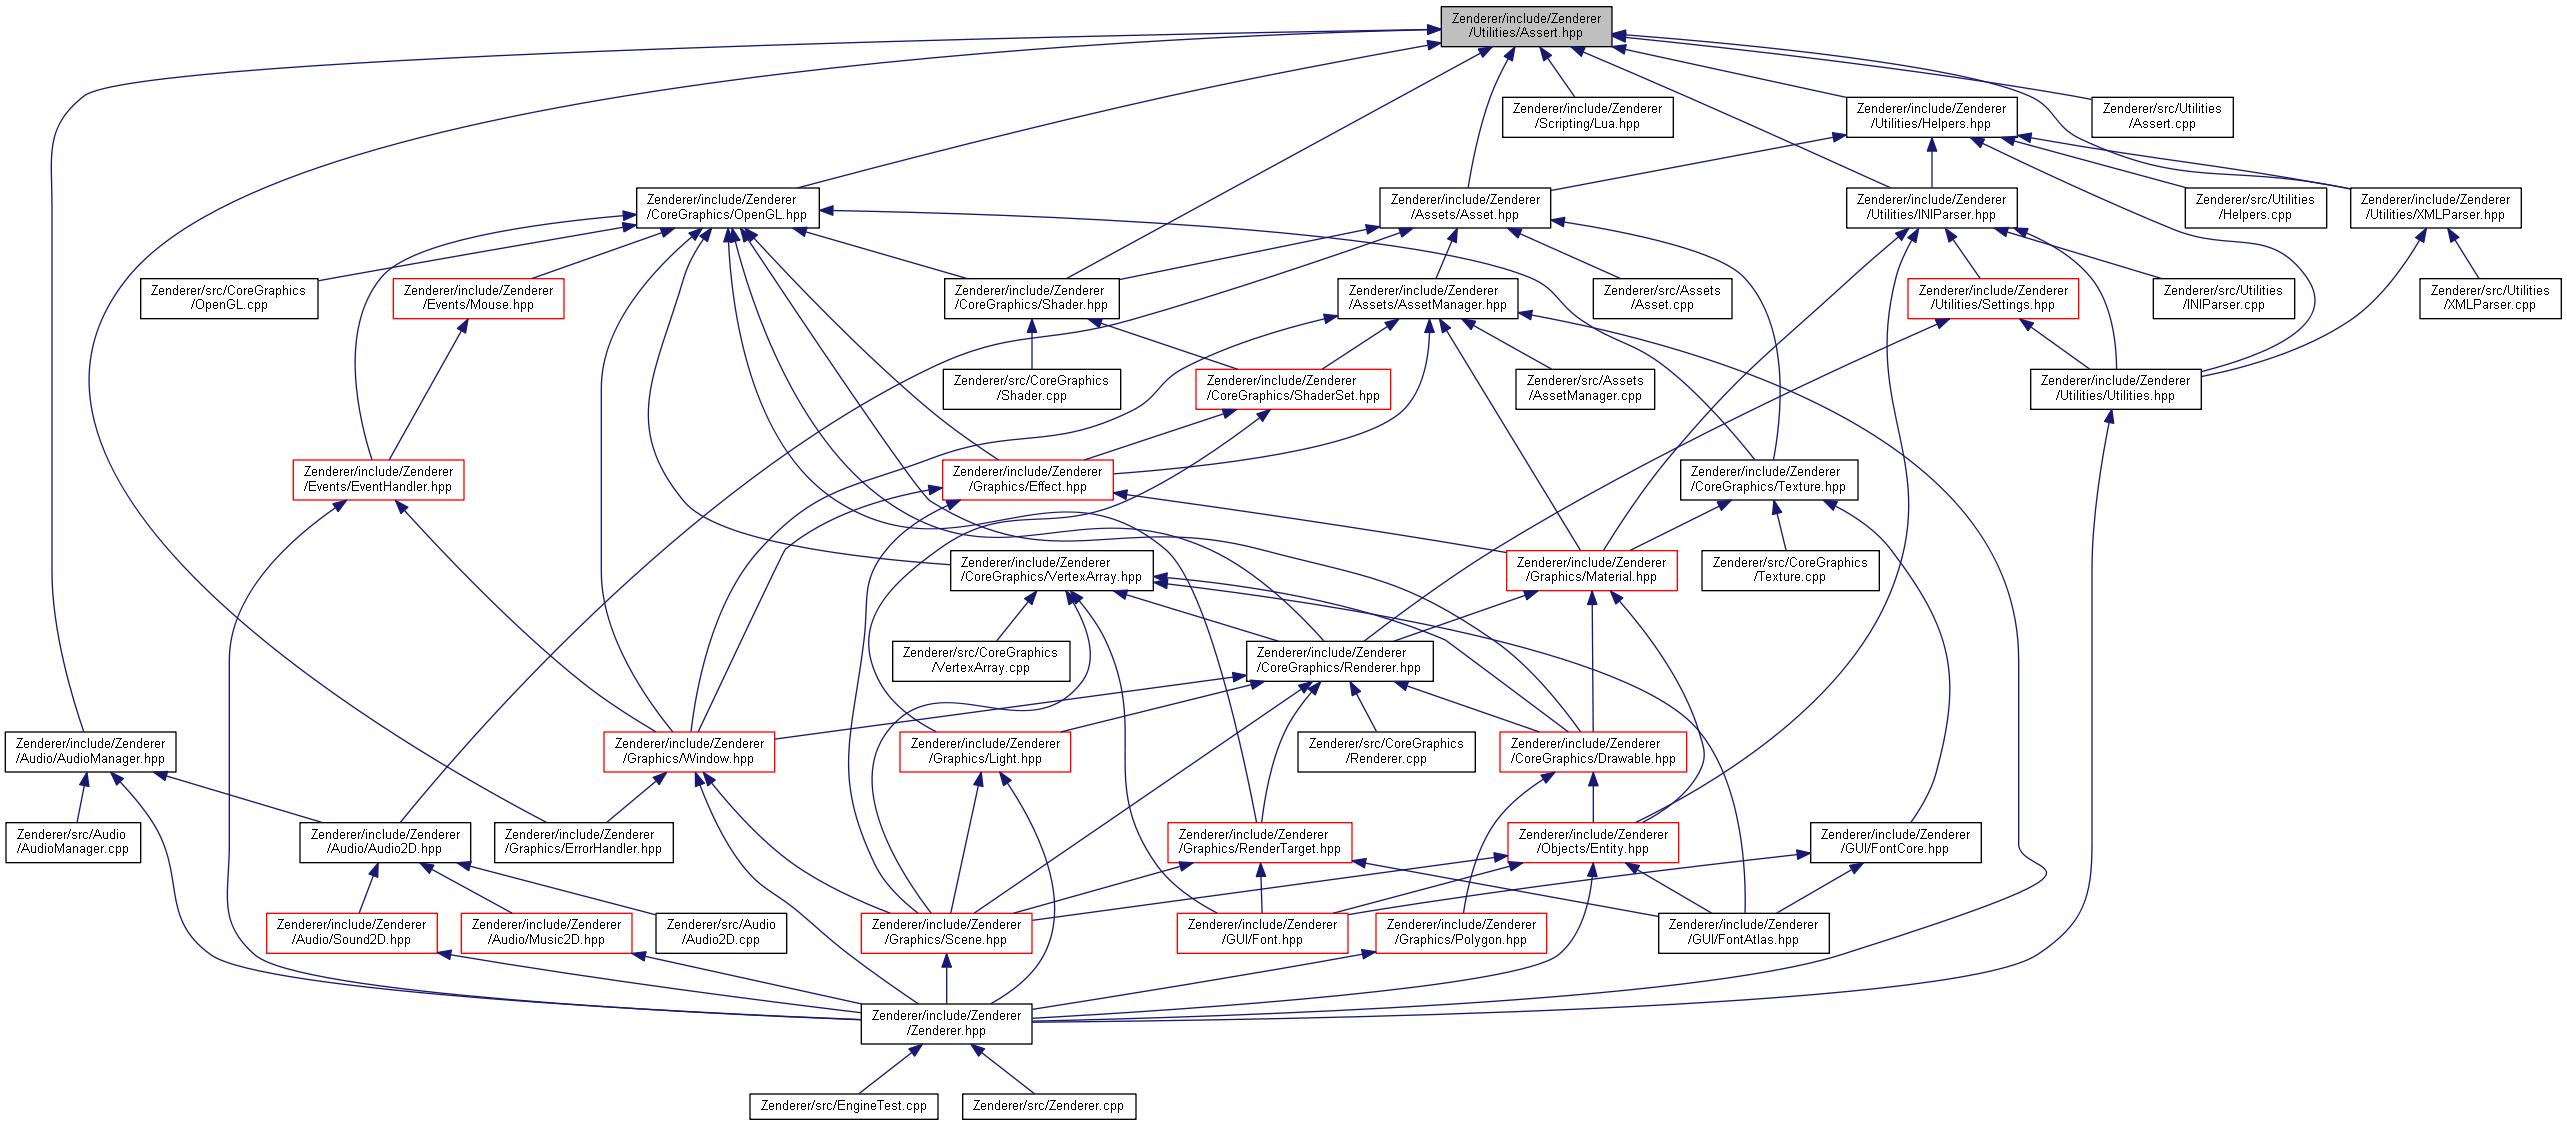 Zenderer/include/Zenderer
/Utilities/Assert.hpp
Zenderer/include/Zenderer
/Scripting/Lua.hpp
Zenderer/include/Zenderer
/Utilities/Helpers.hpp
Zenderer/src/Utilities
/Assert.cpp
Zenderer/include/Zenderer
/CoreGraphics/OpenGL.hpp
Zenderer/include/Zenderer
/Assets/Asset.hpp
Zenderer/include/Zenderer
/Utilities/INIParser.hpp
Zenderer/src/Utilities
/Helpers.cpp
Zenderer/include/Zenderer
/Utilities/XMLParser.hpp
Zenderer/src/CoreGraphics
/OpenGL.cpp
Zenderer/include/Zenderer
/Events/Mouse.hpp
Zenderer/include/Zenderer
/CoreGraphics/Shader.hpp
Zenderer/include/Zenderer
/Assets/AssetManager.hpp
Zenderer/src/Assets
/Asset.cpp
Zenderer/include/Zenderer
/Utilities/Settings.hpp
Zenderer/src/Utilities
/INIParser.cpp
Zenderer/src/Utilities
/XMLParser.cpp
Zenderer/src/CoreGraphics
/Shader.cpp
Zenderer/include/Zenderer
/CoreGraphics/ShaderSet.hpp
Zenderer/src/Assets
/AssetManager.cpp
Zenderer/include/Zenderer
/Utilities/Utilities.hpp
Zenderer/include/Zenderer
/Events/EventHandler.hpp
Zenderer/include/Zenderer
/Graphics/Effect.hpp
Zenderer/include/Zenderer
/CoreGraphics/Texture.hpp
Zenderer/include/Zenderer
/CoreGraphics/VertexArray.hpp
Zenderer/include/Zenderer
/Graphics/Material.hpp
Zenderer/src/CoreGraphics
/Texture.cpp
Zenderer/src/CoreGraphics
/VertexArray.cpp
Zenderer/include/Zenderer
/CoreGraphics/Renderer.hpp
Zenderer/include/Zenderer
/Audio/AudioManager.hpp
Zenderer/include/Zenderer
/Graphics/Window.hpp
Zenderer/include/Zenderer
/Graphics/Light.hpp
Zenderer/src/CoreGraphics
/Renderer.cpp
Zenderer/include/Zenderer
/CoreGraphics/Drawable.hpp
Zenderer/src/Audio
/AudioManager.cpp
Zenderer/include/Zenderer
/Audio/Audio2D.hpp
Zenderer/include/Zenderer
/Graphics/ErrorHandler.hpp
Zenderer/include/Zenderer
/Graphics/RenderTarget.hpp
Zenderer/include/Zenderer
/Objects/Entity.hpp
Zenderer/include/Zenderer
/GUI/FontCore.hpp
Zenderer/include/Zenderer
/Audio/Sound2D.hpp
Zenderer/include/Zenderer
/Audio/Music2D.hpp
Zenderer/src/Audio
/Audio2D.cpp
Zenderer/include/Zenderer
/Graphics/Scene.hpp
Zenderer/include/Zenderer
/GUI/Font.hpp
Zenderer/include/Zenderer
/Graphics/Polygon.hpp
Zenderer/include/Zenderer
/GUI/FontAtlas.hpp
Zenderer/include/Zenderer
/Zenderer.hpp
Zenderer/src/EngineTest.cpp
Zenderer/src/Zenderer.cpp